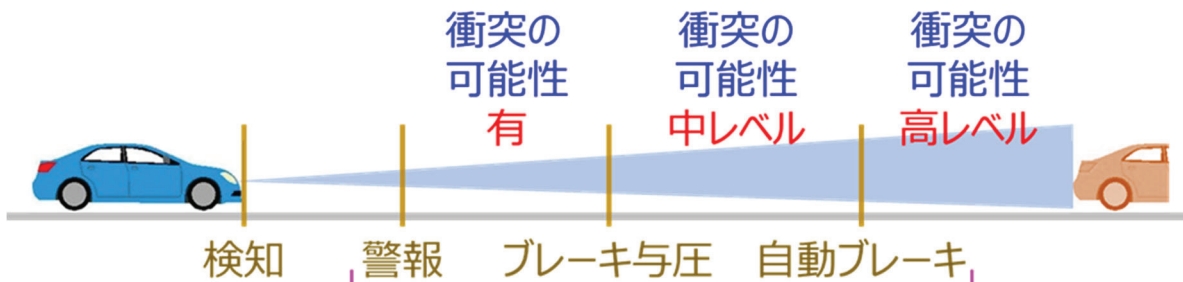 衝突の
可能性
有
衝突の
可能性
中レベル
衝突の
可能性
高レベル
検知
警報
ブレーキ与圧
自動ブレーキ